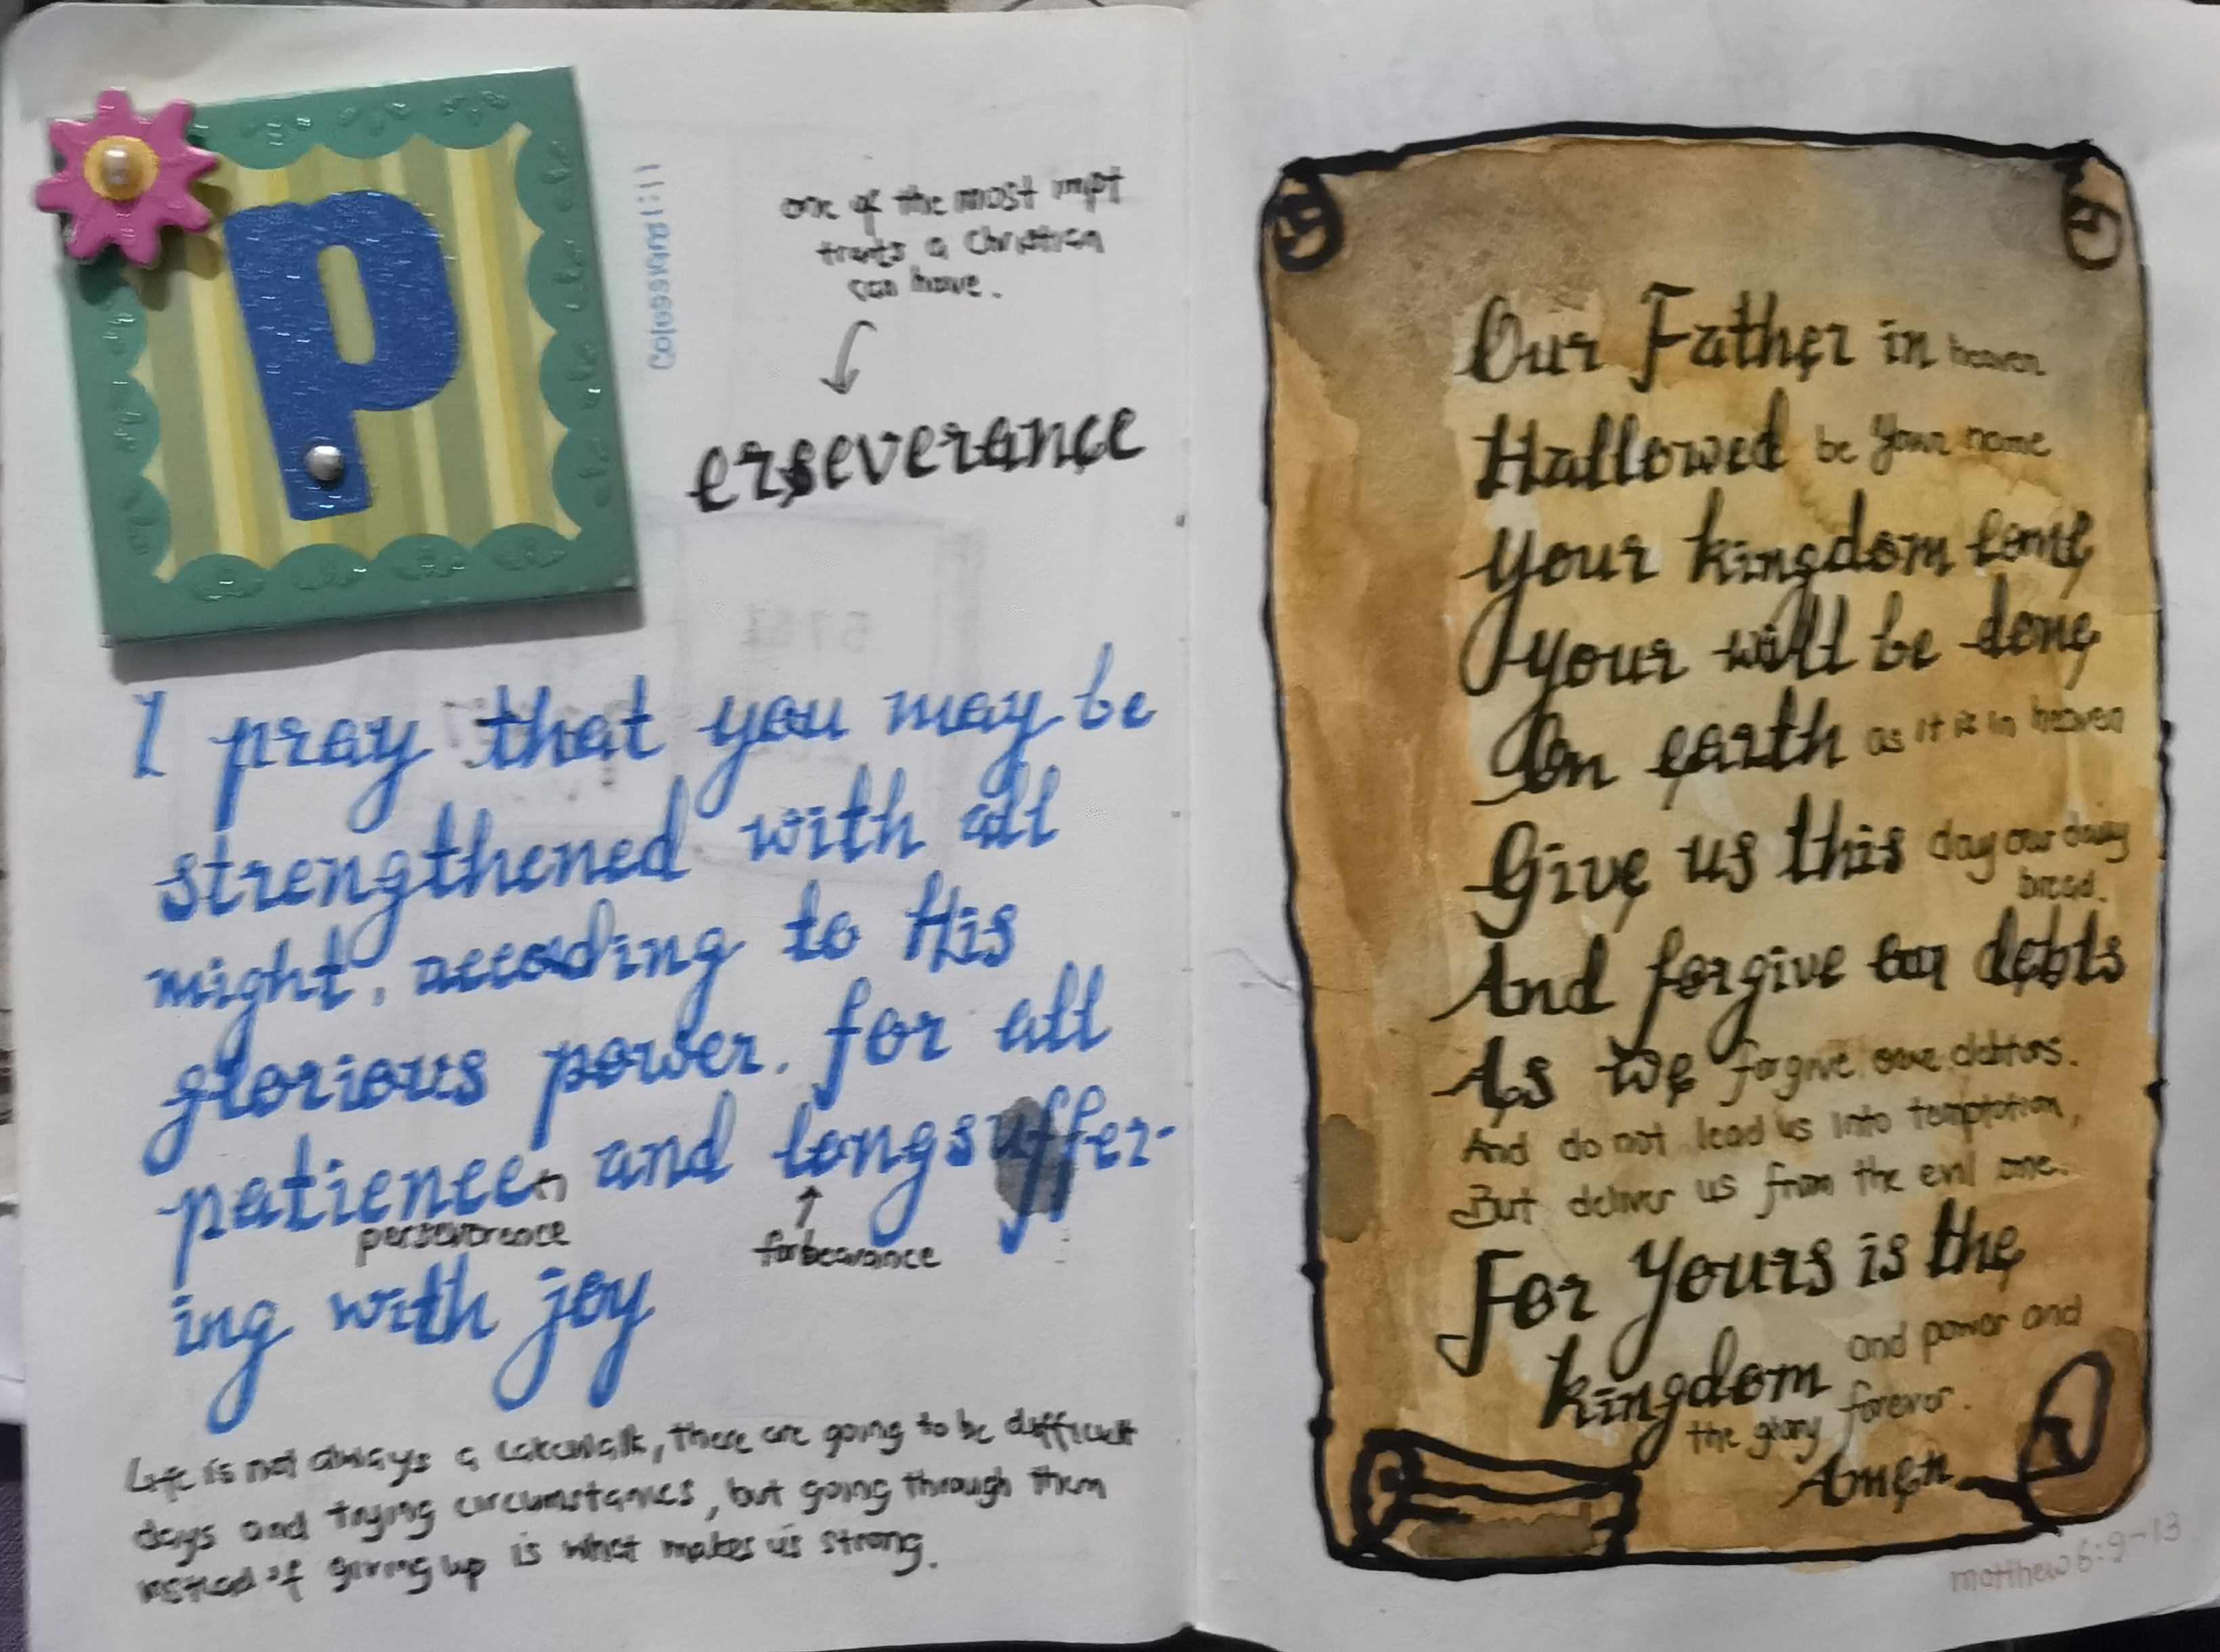 P
Colossians 1:11
one of the most impt
traits a Christian
can have.
erseverance
I pray that you may be
strengthened with all
might, according to His
glorious power. for all
patience and longsuffer-
perseverence
forbearance
ing with joy
Life is not always a cakewalk, there are going to be difficult
days and trying circumstances, but going through them
instead of giving up is what makes us strong.
Our Father in heaven
Hallowed be Your name
Your kingdom come
Your will be done
On earth as it is in heaven
Give us this day our daily
bread.
And forgive our debts
As we forgive our debtors.
And do not lead us into temptation,
But deliver us from the evil one.
For Yours is the
kingdom and power and
the glory forever.
Amen
matthew 6:9-13